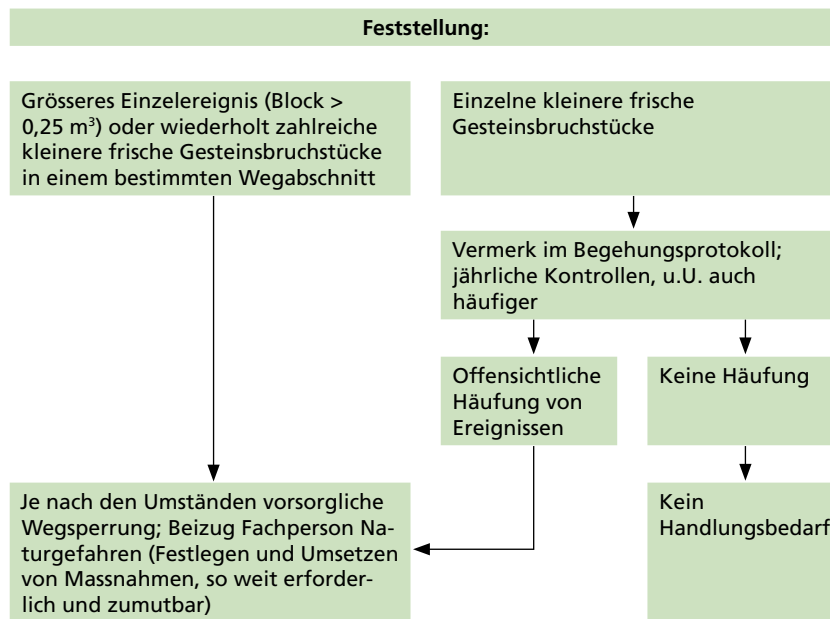 Feststellung:
Grösseres Einzelereignis (Block >
0,25 m³) oder wiederholt zahlreiche
kleinere frische Gesteinsbruchstücke
in einem bestimmten Wegabschnitt
Einzelne kleinere frische
Gesteinsbruchstücke
Vermerk im Begehungsprotokoll;
jährliche Kontrollen, u.U. auch
häufiger
Offensichtliche
Häufung von
Ereignissen
Keine Häufung
Je nach den Umständen vorsorgliche
Wegsperrung; Beizug Fachperson Na-
turgefahren (Festlegen und Umsetzen
von Massnahmen, so weit erforder-
lich und zumutbar)
Kein
Handlungsbedarf